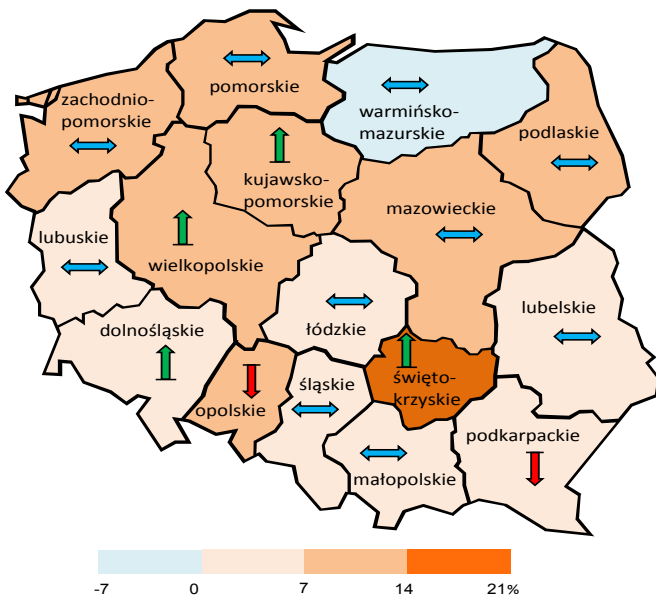 pomorskie
zachodnio-
pomorskie
warmińsko-
mazurskie
podlaskie
kujawsko-
pomorskie
mazowieckie
lubuskie
wielkopolskie
lubelskie
dolnośląskie
łódzkie
śląskie
święto-
krzyskie
opolskie
podkarpackie
małopolskie
-7 0 7 14 21%